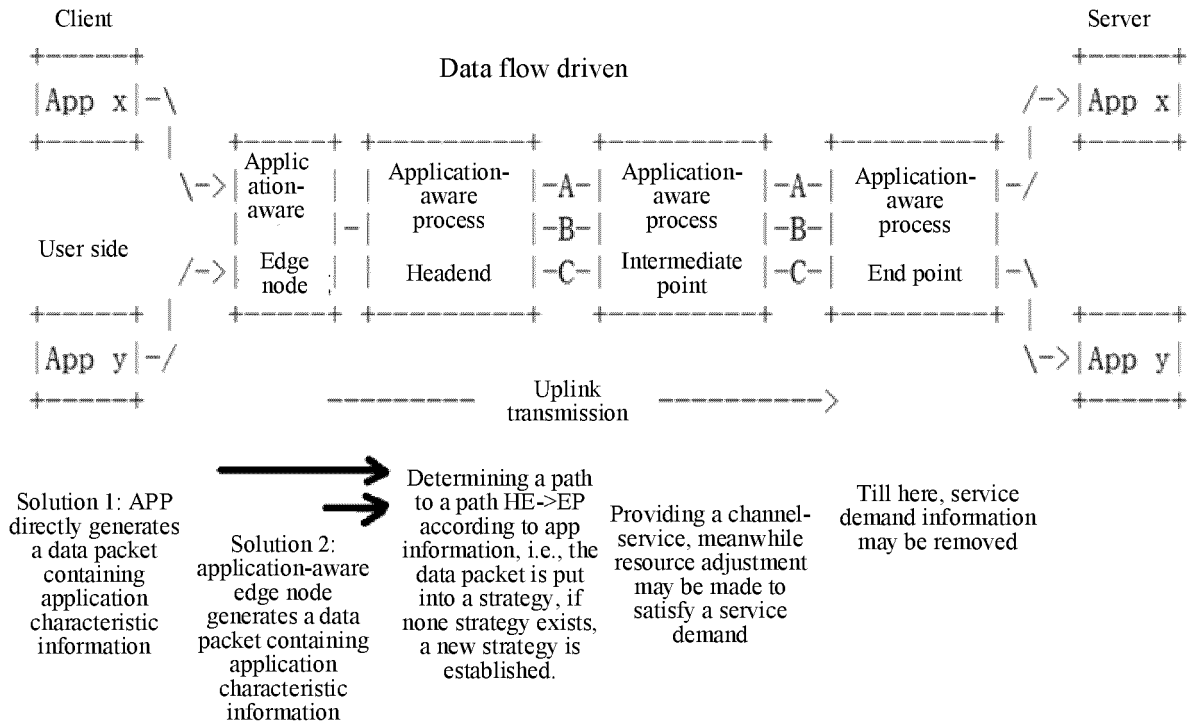 Client
Server
Data flow driven
App x
App x
Applic
ation-
aware
Edge
node
Application-
aware
process
Headend
A
B
C
Application-
aware
process
Intermediate
point
A
B
C
Application-
aware
process
End point
User side
App y
App y
Uplink
transmission
Solution 1: APP
directly generates
a data packet
containing
application
characteristic
information
Solution 2:
application-aware
edge node
generates a data
packet containing
application
characteristic
information
Determining a path
to a path HE->EP
according to app
information, i.e., the
data packet is put
into a strategy, if
none strategy exists,
a new strategy is
established.
Providing a channel-
service, meanwhile
resource adjustment
may be made to
satisfy a service
demand
Till here, service
demand information
may be removed